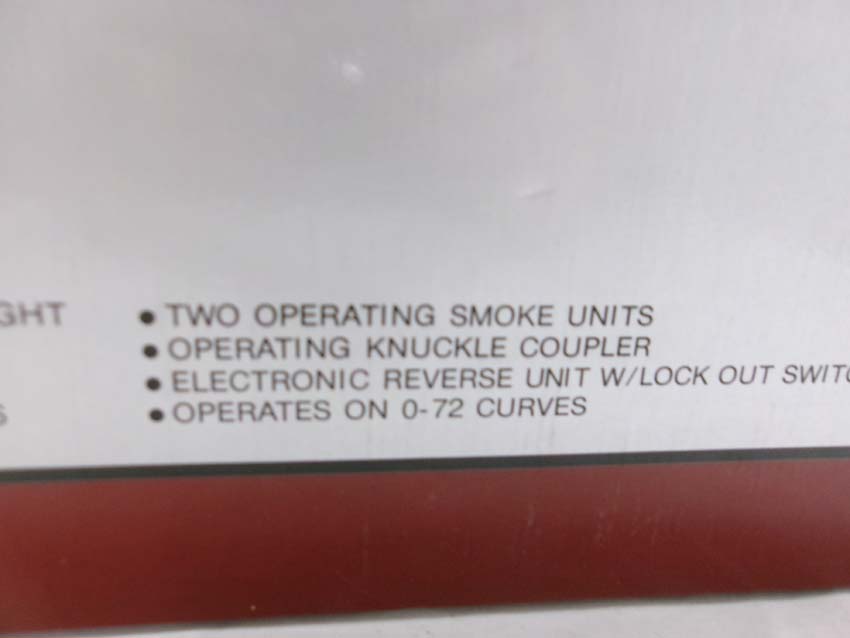 GHT
• TWO OPERATING SMOKE UNITS
• OPERATING KNUCKLE COUPLER
• ELECTRONIC REVERSE UNIT W/LOCK OUT SWITC
S
• OPERATES ON 0-72 CURVES